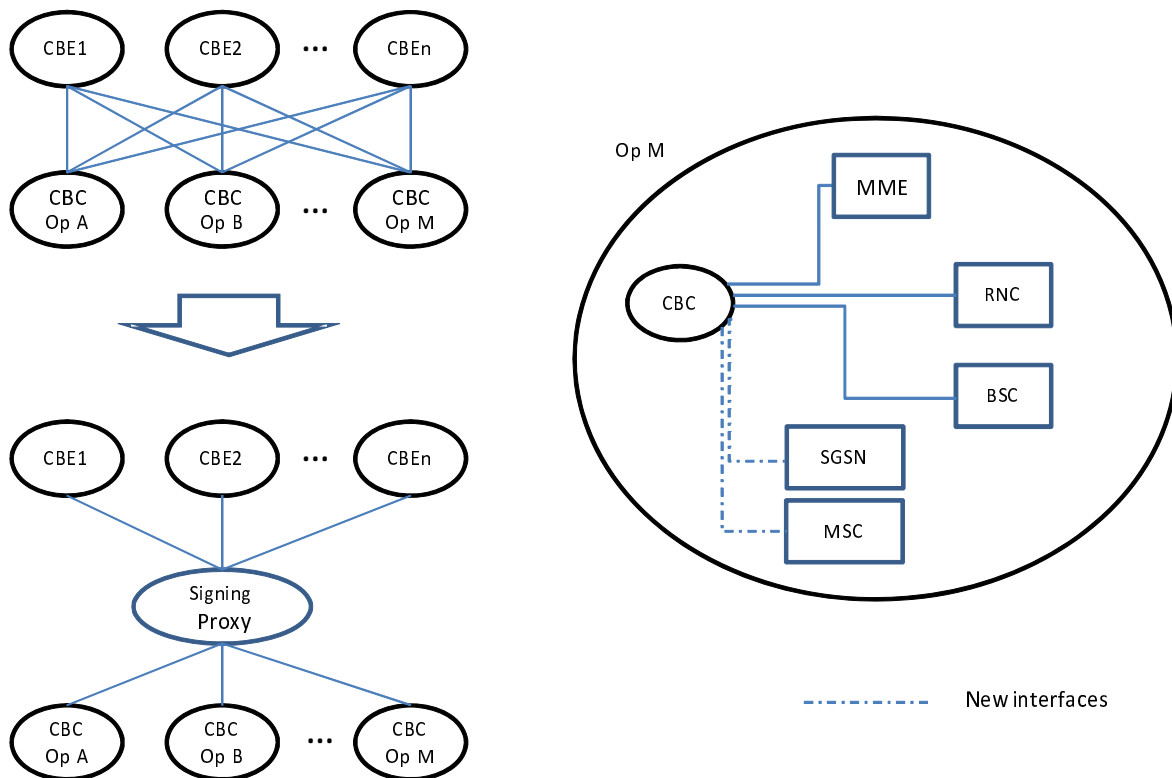 CBE1
CBE2
...
CBEn
CBC
Op A
CBC
Op B
...
CBC
Op M
CBE1
CBE2
...
CBEn
Signing
Proxy
CBC
Op A
CBC
Op B
...
CBC
Op M
Op M
MME
CBC
RNC
BSC
SGSN
MSC
New interfaces